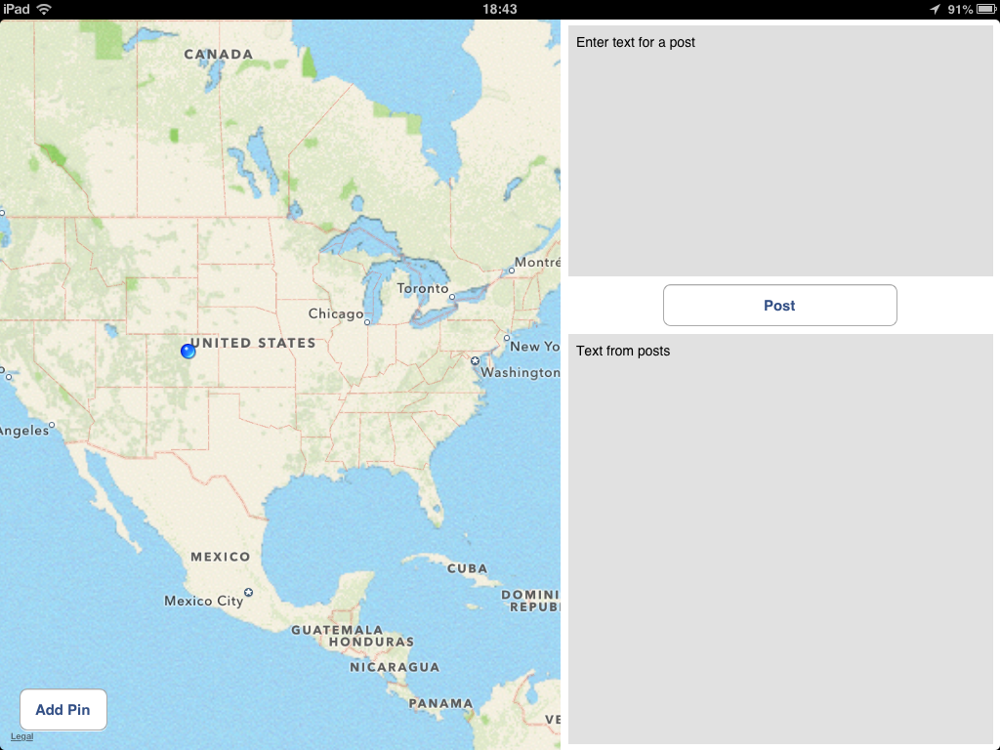 iPad 18:43 91%
CANADA
Montré
Toronto
Chicago
UNITED STATES
New Yo
Washington
Angeles
MEXICO
CUBA
Mexico City
DOMINI
REPUB
GUATEMALA
HONDURAS
NICARAGUA
PANAMA
VE
Add Pin
Legal
Enter text for a post
Post
Text from posts